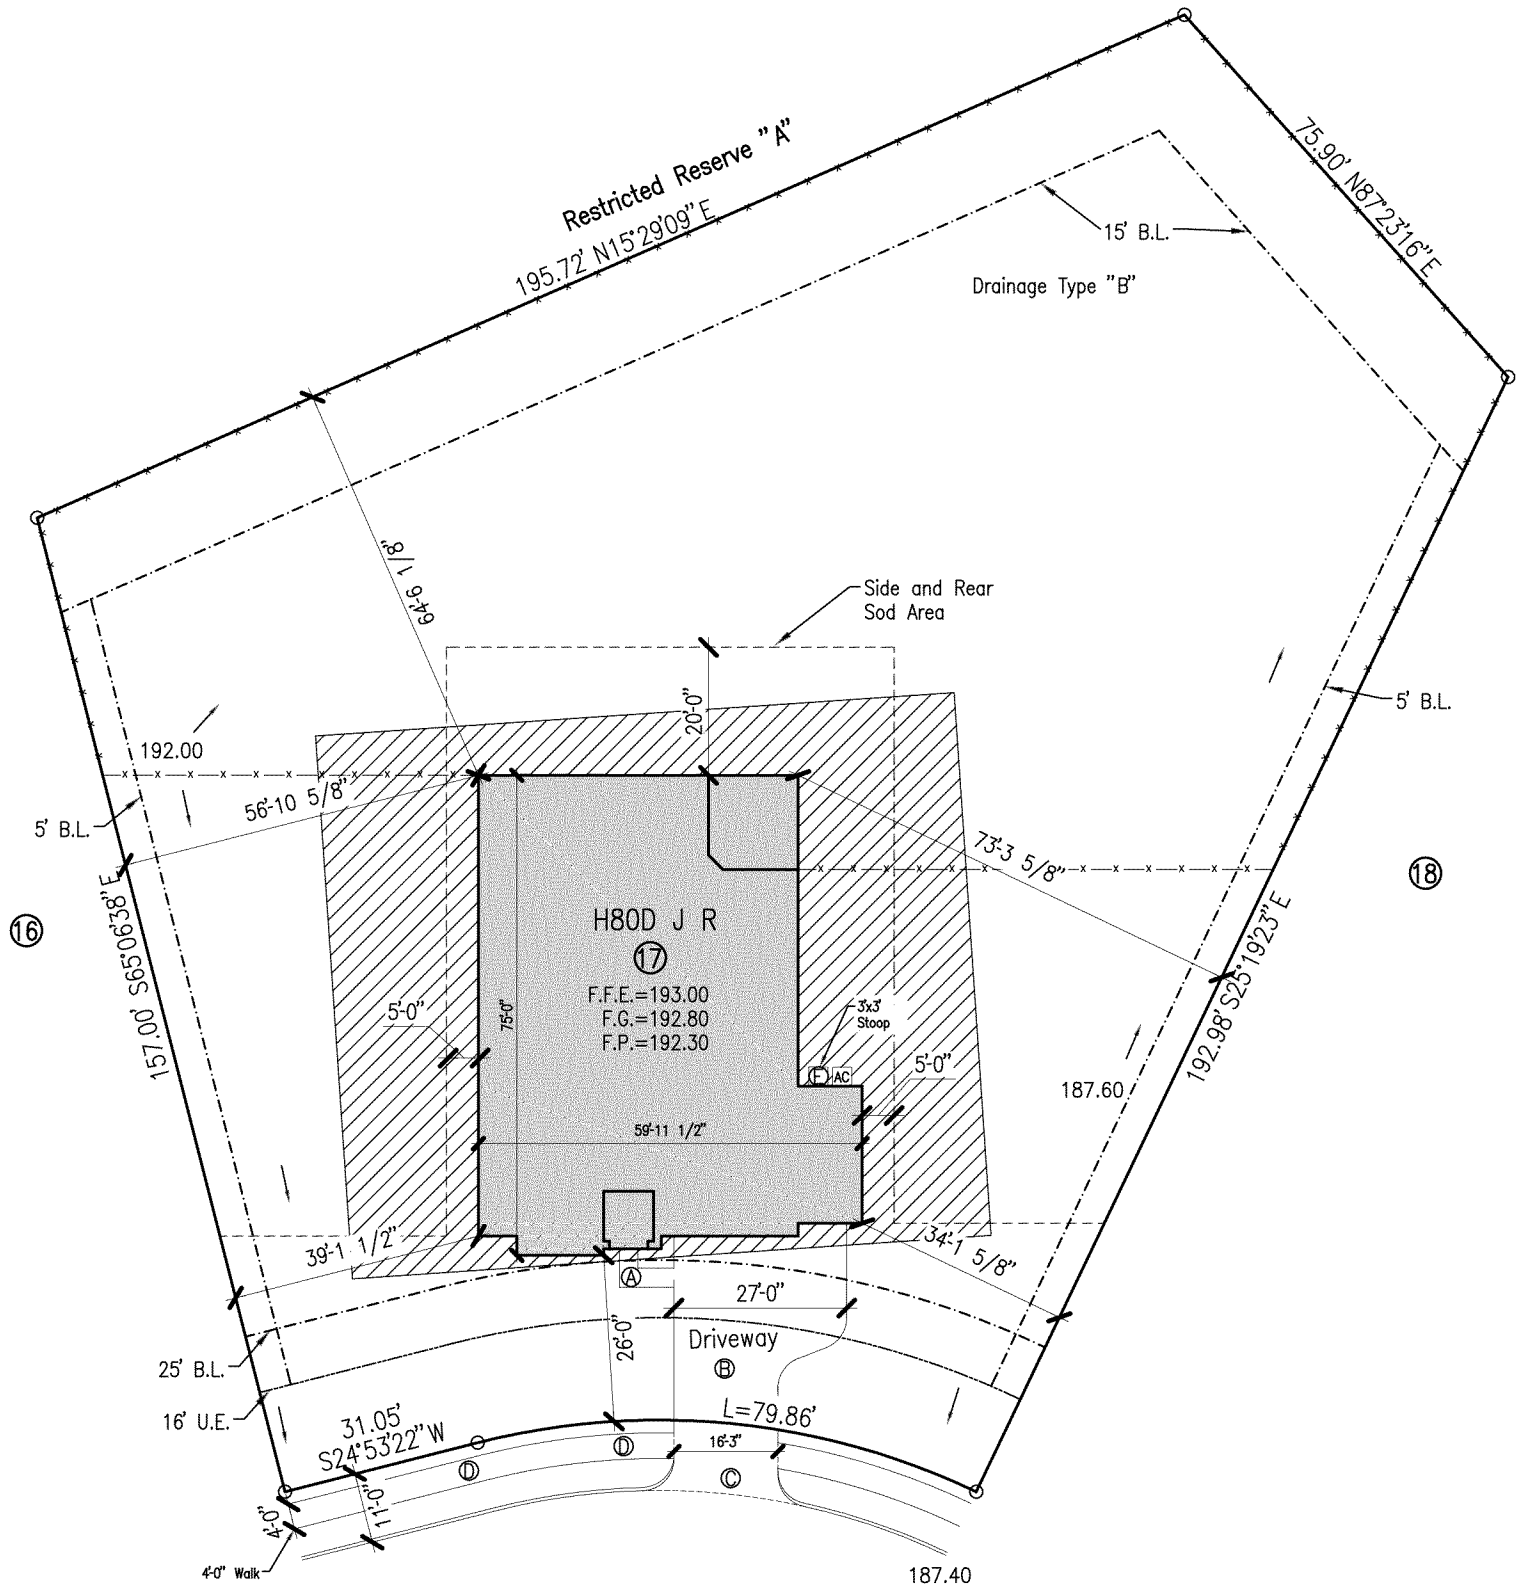 Restricted Reserve "A"
195.72' N15°29'09" E
75.90' N87°23'16" E
15' B.L.
Drainage Type "B"
64'-6 1/8"
Side and Rear
Sod Area
20'-0"
5' B.L.
192.00
56'-10 5/8"
5' B.L.
73'-3 5/8"
18
16
157.00' S65°06'38" E
H80D J R
17
F.F.E.=193.00
F.G.=192.80
F.P.=192.30
75'-0"
5'-0"
3'x3'
Stoop
AC
5'-0"
187.60
192.98' S25°19'23" E
59'-11 1/2"
39'-1 1/2"
34'-1 5/8"
A
27'-0"
26'-0"
Driveway
B
25' B.L.
16' U.E.
31.05'
S24°53'22" W
L=79.86'
D
D
16'-3"
C
11'-0"
4'-0"
4'-0" Walk
187.40